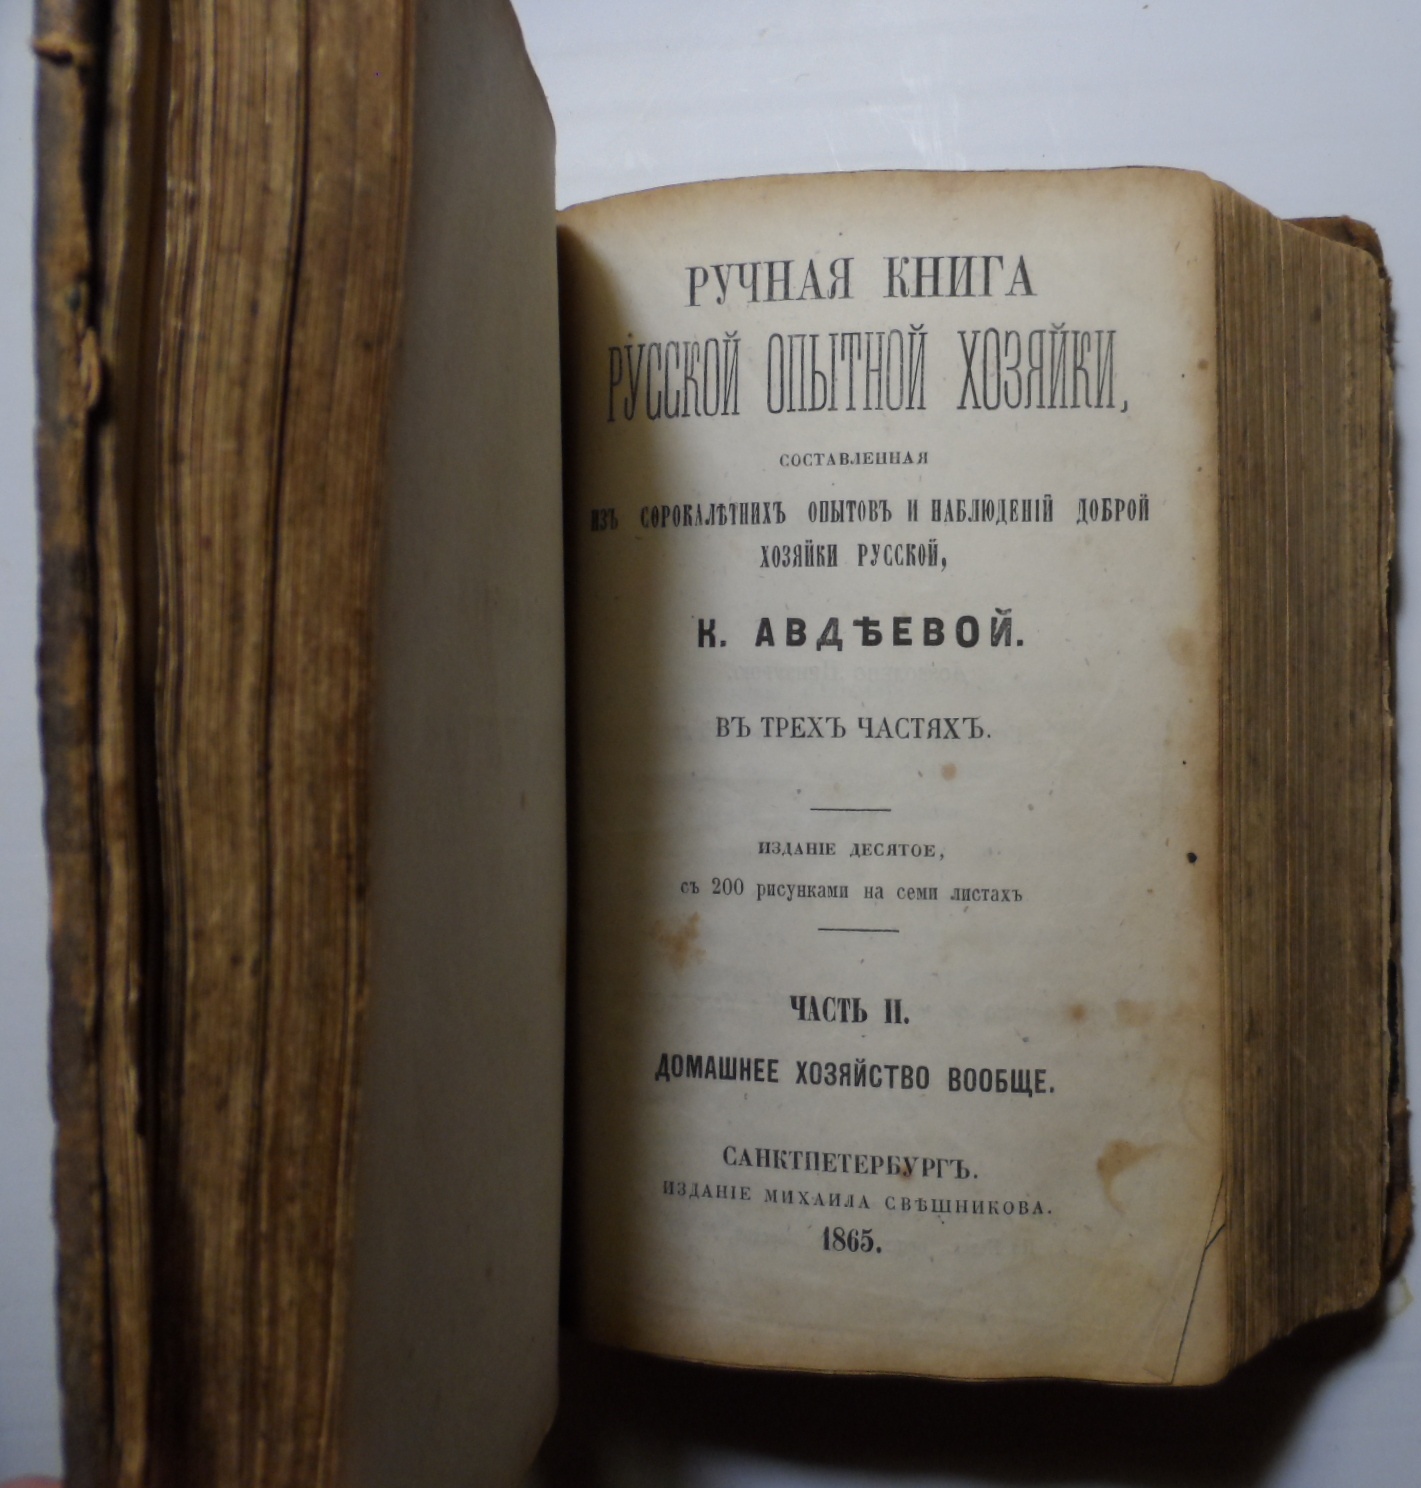 РУЧНАЯ КНИГА
РУССКОЙ ОПЫТНОЙ ХОЗЯЙКИ,
СОСТАВЛЕННАЯ
ИЗЪ СОРОКАЛѢТНИХЪ ОПЫТОВЪ И НАБЛЮДЕНІЙ ДОБРОЙ
ХОЗЯЙКИ РУССКОЙ,
К. АВДѢЕВОЙ.
ВЪ ТРЕХЪ ЧАСТЯХЪ.
ИЗДАНІЕ ДЕСЯТОЕ,
съ 200 рисунками на семи листахъ
ЧАСТЬ II.
ДОМАШНЕЕ ХОЗЯЙСТВО ВООБЩЕ.
САНКТПЕТЕРБУРГЪ.
ИЗДАНІЕ МИХАИЛА СВѢШНИКОВА.
1865.